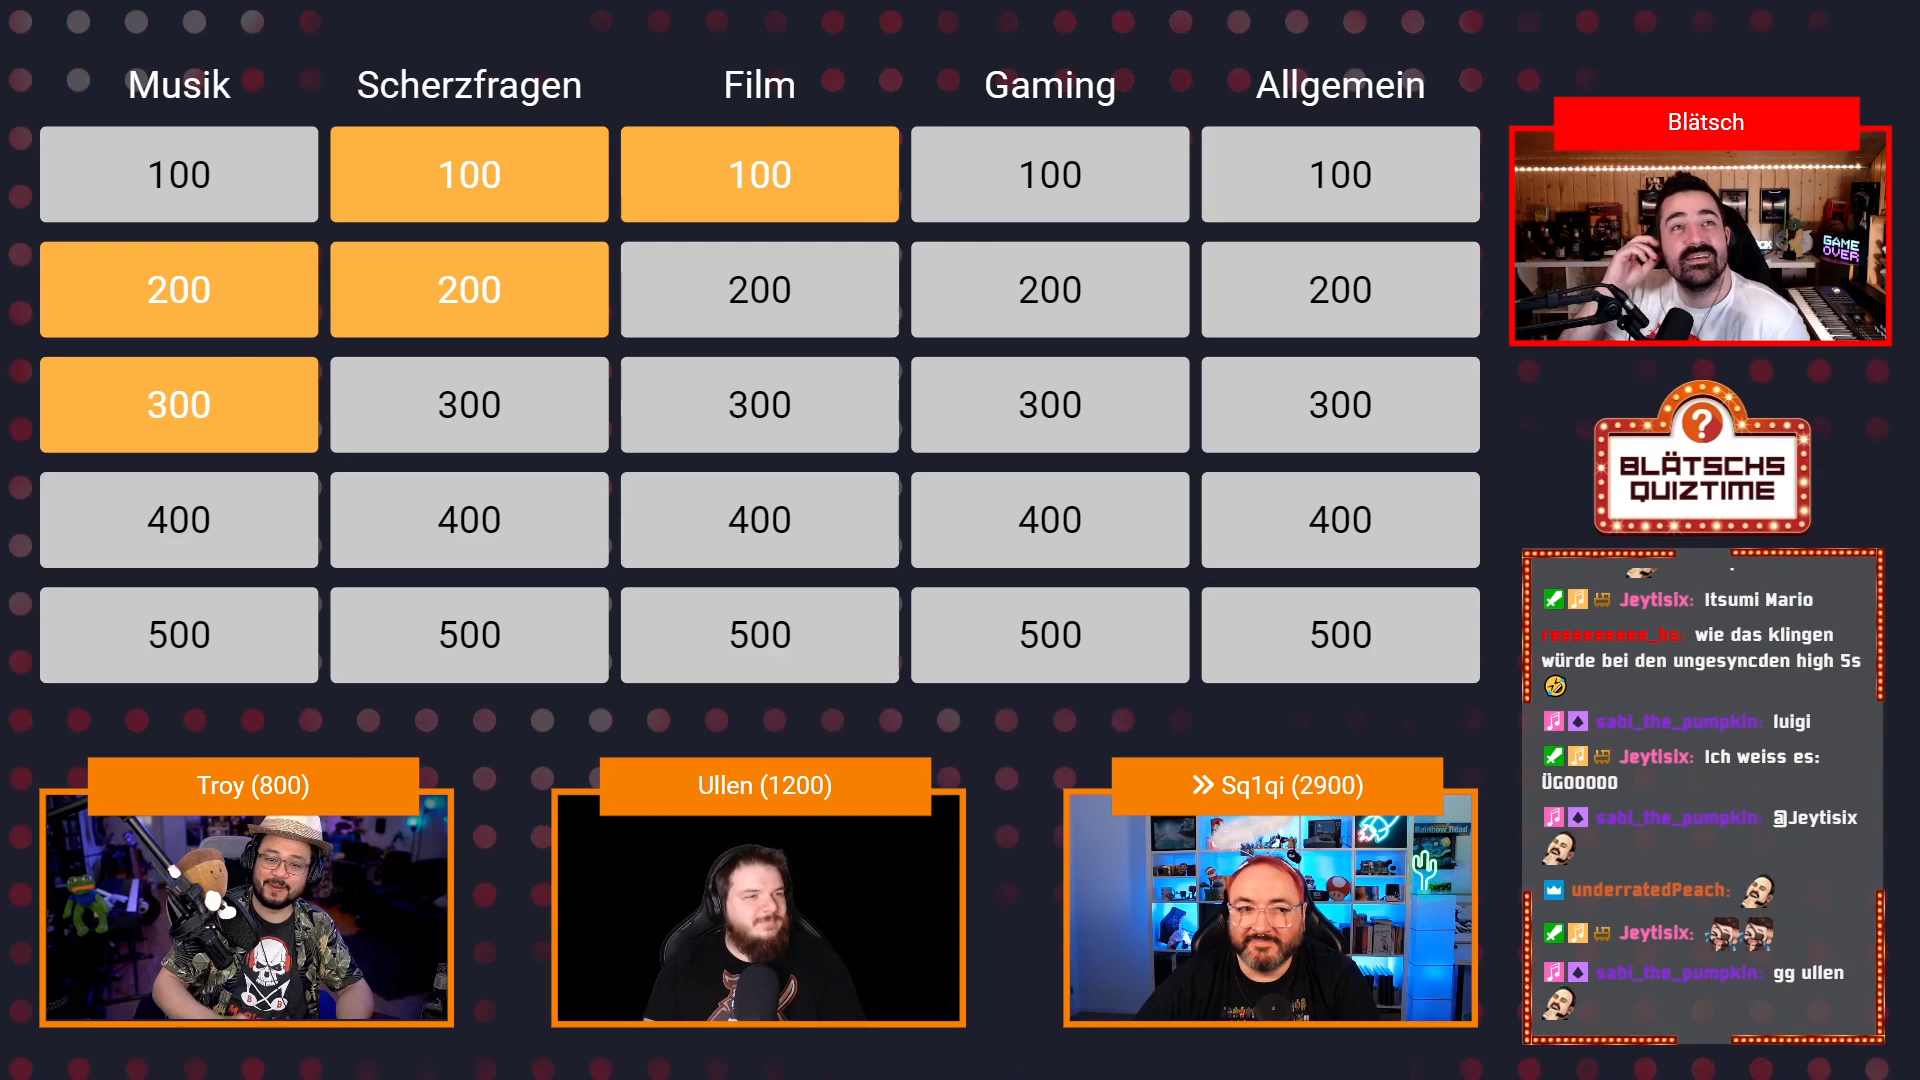 Musik Scherzfragen Film Gaming Allgemein
100 100 100 100 100
200 200 200 200 200
300 300 300 300 300
400 400 400 400 400
500 500 500 500 500
Blätsch
GAME
OVER
?
BLÄTSCHS
QUIZTIME
Jeytisix: Itsumi Mario
reeeeeeeeee_bs: wie das klingen
würde bei den ungesyncden high 5s
sabi_the_pumpkin: luigi
Jeytisix: Ich weiss es:
ÜGOOOOO
sabi_the_pumpkin: @Jeytisix
underratedPeach:
Jeytisix:
sabi_the_pumpkin: gg ullen
Troy (800)
Ullen (1200)
Sq1qi (2900)
Rainbow Road